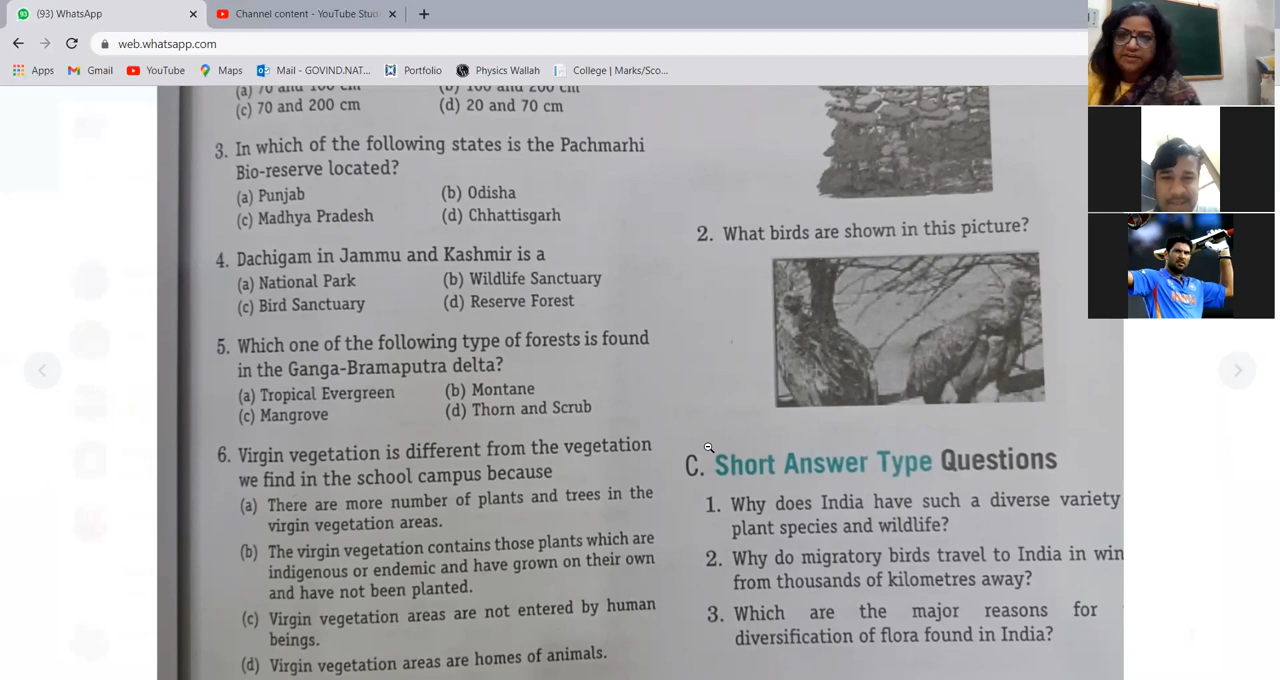 (93) WhatsApp
Channel content - YouTube Stud
web.whatsapp.com
Apps
Gmail
YouTube
Maps
Mail - GOVIND.NAT...
Portfolio
Physics Wallah
College | Marks/Sco...
(a) 70 and 100 cm
(b) 100 and 200 cm
(c) 70 and 200 cm
(d) 20 and 70 cm
3. In which of the following states is the Pachmarhi
Bio-reserve located?
(a) Punjab
(b) Odisha
(c) Madhya Pradesh
(d) Chhattisgarh
4. Dachigam in Jammu and Kashmir is a
(a) National Park
(b) Wildlife Sanctuary
(c) Bird Sanctuary
(d) Reserve Forest
5. Which one of the following type of forests is found
in the Ganga-Bramaputra delta?
(a) Tropical Evergreen
(b) Montane
(c) Mangrove
(d) Thorn and Scrub
6. Virgin vegetation is different from the vegetation
we find in the school campus because
(a) There are more number of plants and trees in the
virgin vegetation areas.
(b) The virgin vegetation contains those plants which are
indigenous or endemic and have grown on their own
and have not been planted.
(c) Virgin vegetation areas are not entered by human
beings.
(d) Virgin vegetation areas are homes of animals.
2. What birds are shown in this picture?
C. Short Answer Type Questions
1. Why does India have such a diverse variety
plant species and wildlife?
2. Why do migratory birds travel to India in win
from thousands of kilometres away?
3. Which are the major reasons for
diversification of flora found in India?